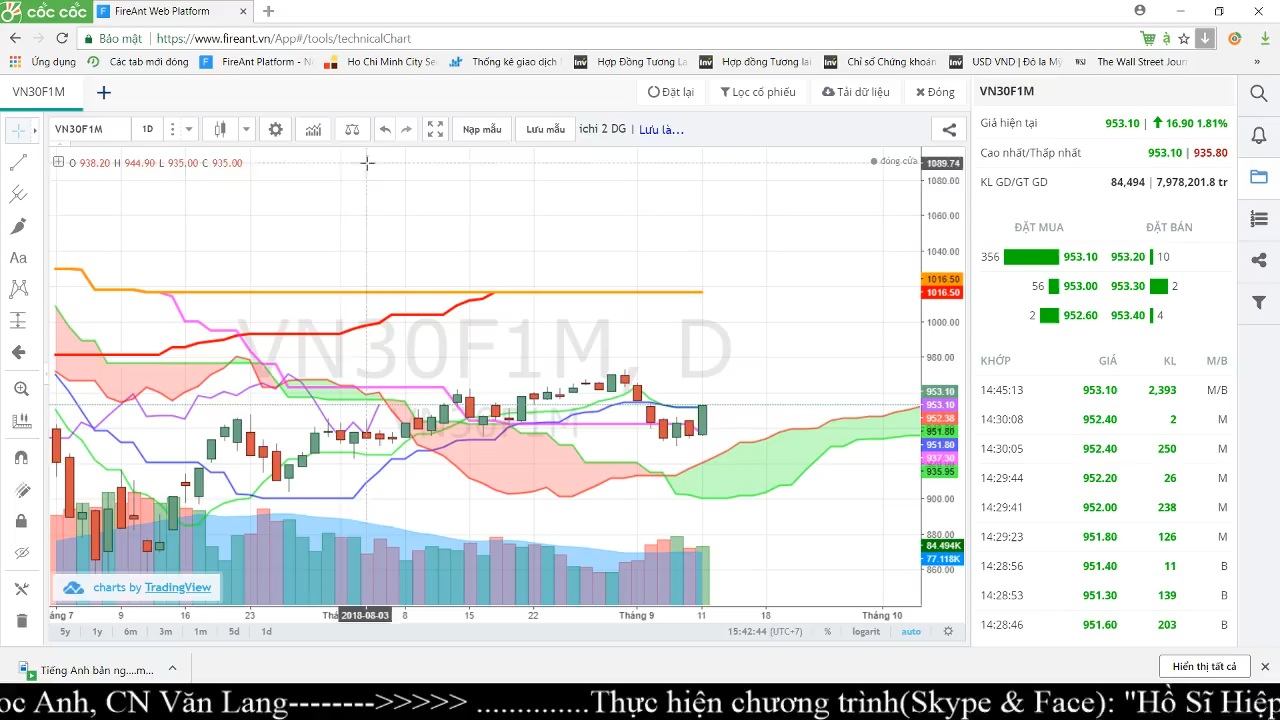 cốc cốc FireAnt Web Platform
Bảo mật https://www.fireant.vn/App#/tools/technicalChart
Ứng dụng Các tab mới đóng FireAnt Platform - N Ho Chi Minh City Se Thống kê giao dịch Hợp Đồng Tương La Hợp đồng Tương lai Chỉ số Chứng khoán USD VND | Đô la Mỹ The Wall Street Jour »
VN30F1M Đặt lại Lọc cổ phiếu Tải dữ liệu Đóng
VN30F1M 1D Nạp mẫu Lưu mẫu ichi 2 DG | Lưu là...
O 938.20 H 944.90 L 935.00 C 935.00
đóng cửa
VN30F1M, D
VN30F1M
1089.74
1080.00
1060.00
1040.00
1016.50
1016.50
1000.00
980.00
953.10
953.10
952.38
951.80
937.30
935.95
900.00
880.00
84.494K
77.118K
860.00
charts by TradingView
áng 7 9 16 23 Thá 2018-08-03 8 15 22 Tháng 9 11 18 Tháng 10
5y 1y 6m 3m 1m 5d 1d 15:42:44 (UTC+7) % logarit auto
VN30F1M
Giá hiện tại 953.10 | 16.90 1.81%
Cao nhất/Thấp nhất 953.10 | 935.80
KL GD/GT GD 84,494 | 7,978,201.8 tr
ĐẶT MUA ĐẶT BÁN
356 953.10 953.20 10
56 953.00 953.30 2
2 952.60 953.40 4
KHỚP GIÁ KL M/B
14:45:13 953.10 2,393 M/B
14:30:08 952.40 2 M
14:30:05 952.40 250 M
14:29:44 952.20 26 M
14:29:41 952.00 238 M
14:29:23 951.80 126 M
14:28:56 951.40 11 B
14:28:53 951.30 139 B
14:28:46 951.60 203 B
Tiếng Anh bản ng....m...
Hiển thị tất cả
oc Anh, CN Văn Lang-------->>>>> ..............Thực hiện chương trình(Skype & Face): "Hồ Sĩ Hiệp